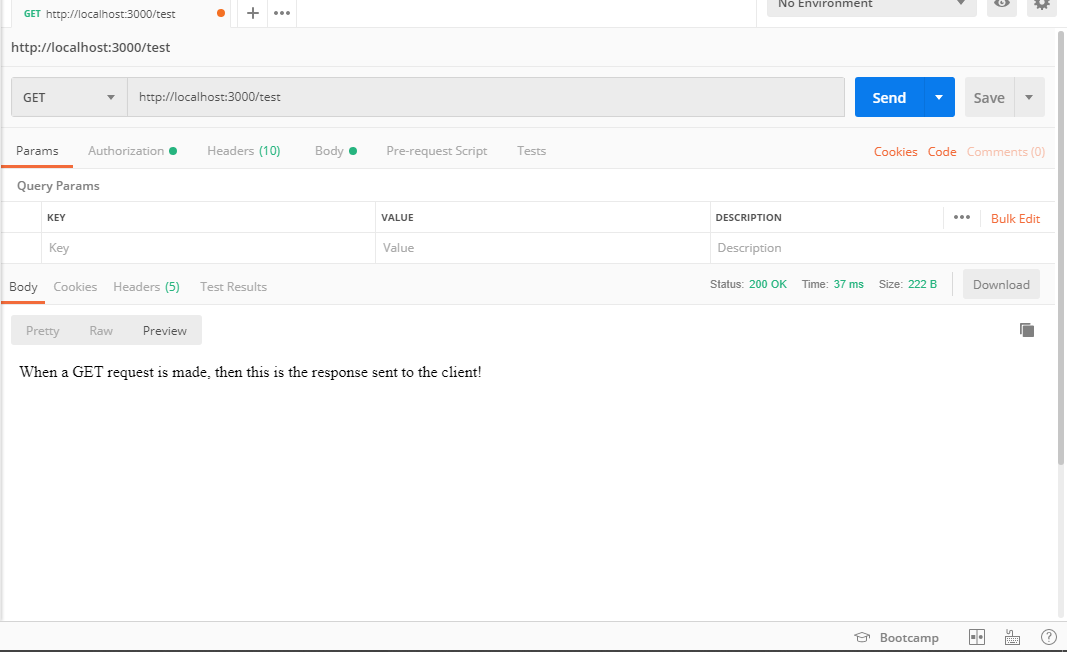 GET http://localhost:3000/test + ••• No Environment
http://localhost:3000/test
GET http://localhost:3000/test Send Save
Params Authorization Headers (10) Body Pre-request Script Tests Cookies Code Comments (0)
Query Params
KEY VALUE DESCRIPTION ••• Bulk Edit
Key Value Description
Body Cookies Headers (5) Test Results Status: 200 OK Time: 37 ms Size: 222 B Download
Pretty Raw Preview
When a GET request is made, then this is the response sent to the client!
Bootcamp ?